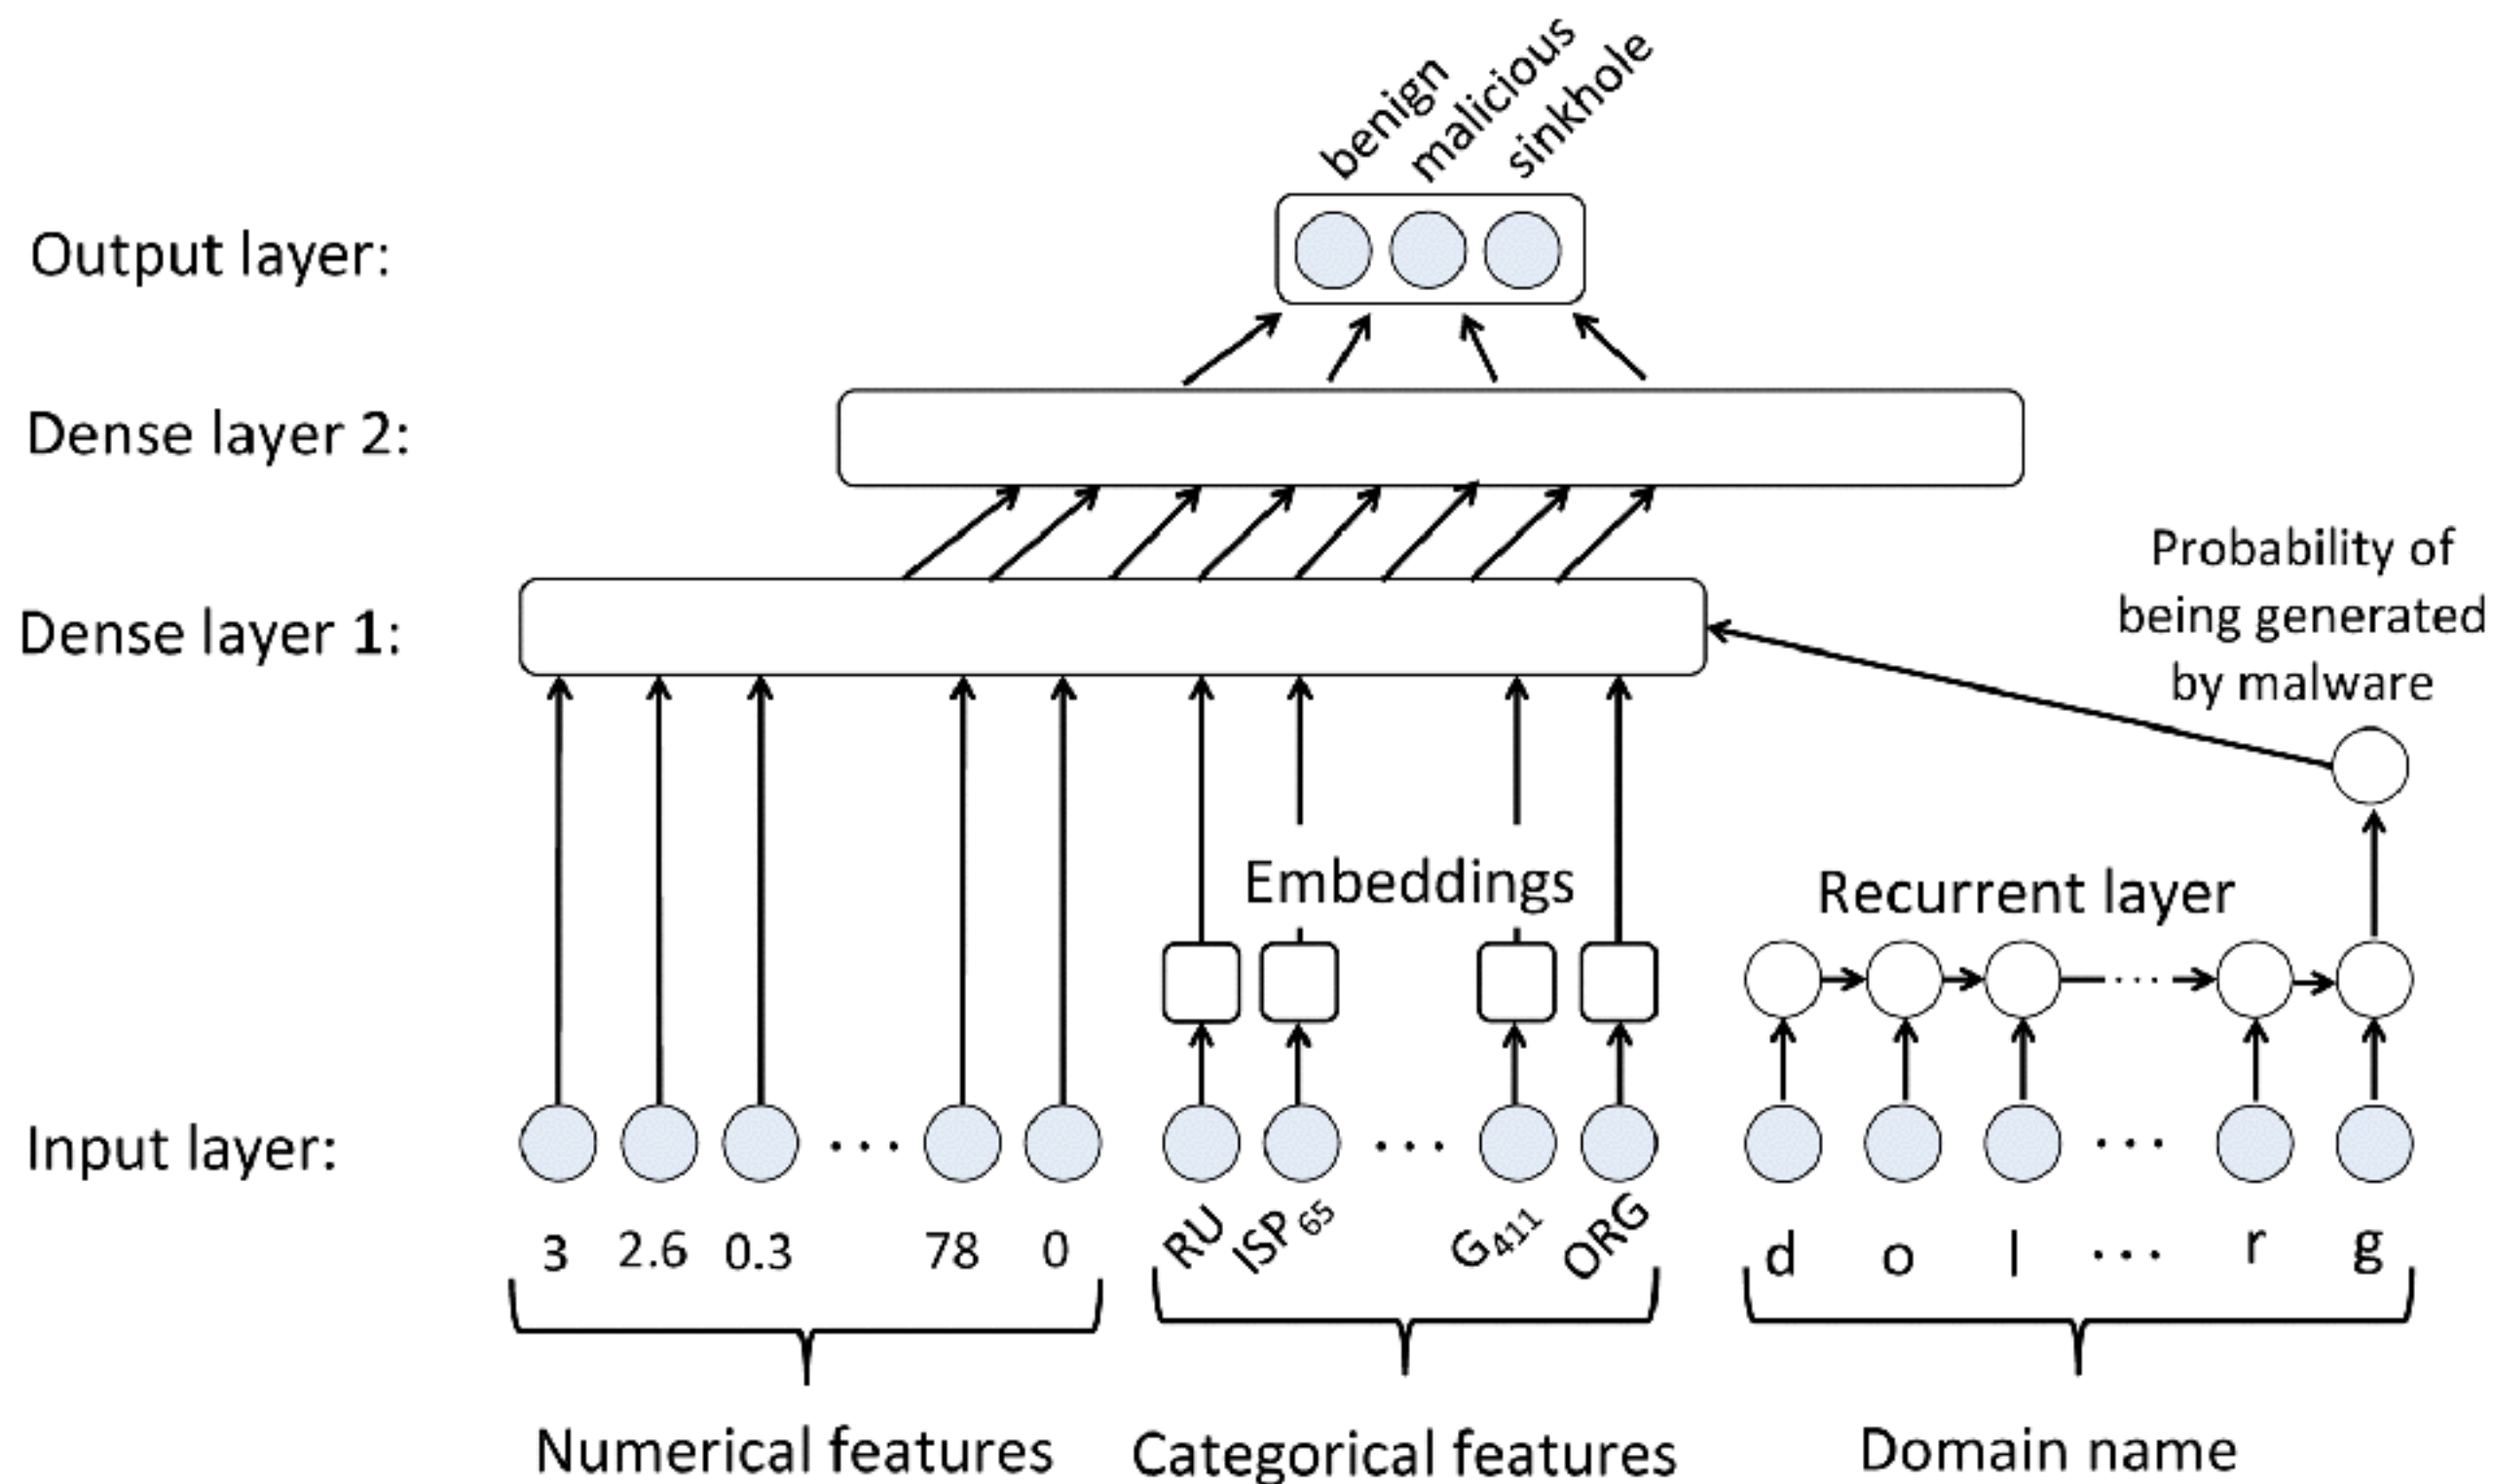 benign
malicious
sinkhole
Output layer:
Dense layer 2:
Dense layer 1:
Probability of
being generated
by malware
Embeddings
Recurrent layer
...
Input layer:
... ... ...
3 2.6 0.3 78 0 RU ISP 65 G411 ORG d o l ... r g
Numerical features Categorical features Domain name